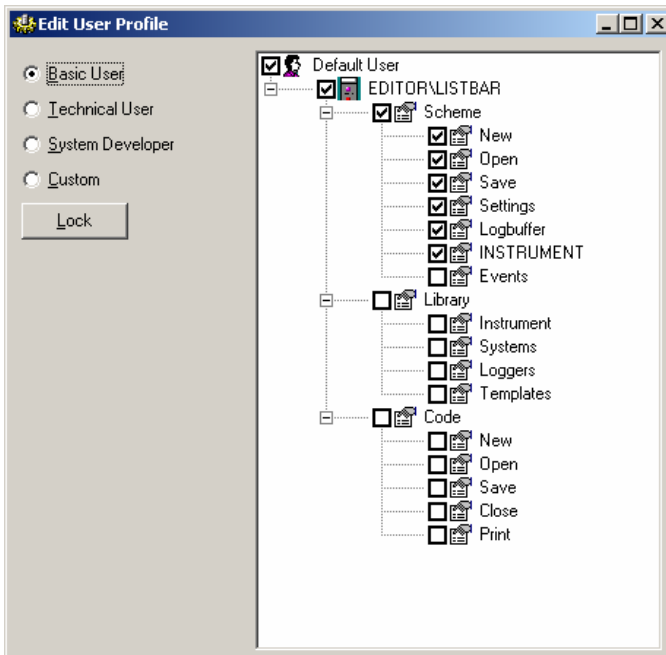 Edit User Profile
Basic User
Technical User
System Developer
Custom
Lock
Default User
EDITOR\LISTBAR
Scheme
New
Open
Save
Settings
Logbuffer
INSTRUMENT
Events
Library
Instrument
Systems
Loggers
Templates
Code
New
Open
Save
Close
Print